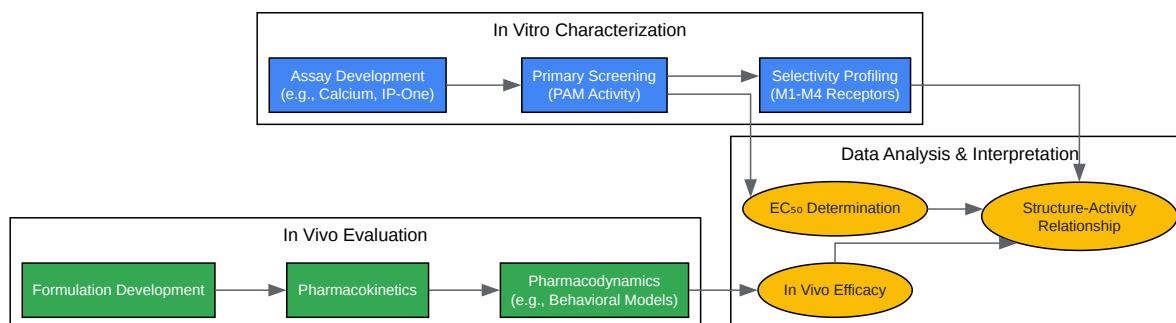 In Vitro Characterization
Assay Development
(e.g., Calcium, IP-One)
Primary Screening
(PAM Activity)
Selectivity Profiling
(M1-M4 Receptors)
Data Analysis & Interpretation
EC₅₀ Determination
Structure-Activity
Relationship
In Vivo Efficacy
In Vivo Evaluation
Formulation Development
Pharmacokinetics
Pharmacodynamics
(e.g., Behavioral Models)